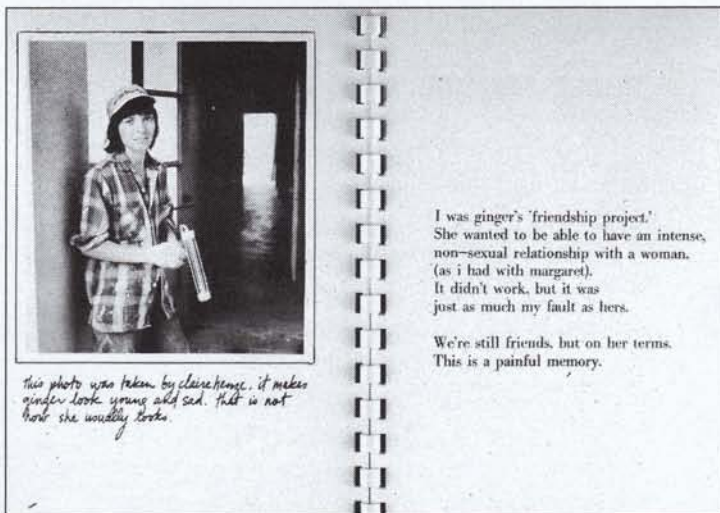 this photo was taken by claire henze. it makes
ginger look young and sad. that is not
how she usually looks.
I was ginger's 'friendship project.'
She wanted to be able to have an intense,
non-sexual relationship with a woman.
(as i had with margaret).
It didn't work, but it was
just as much my fault as hers.
We're still friends, but on her terms.
This is a painful memory.